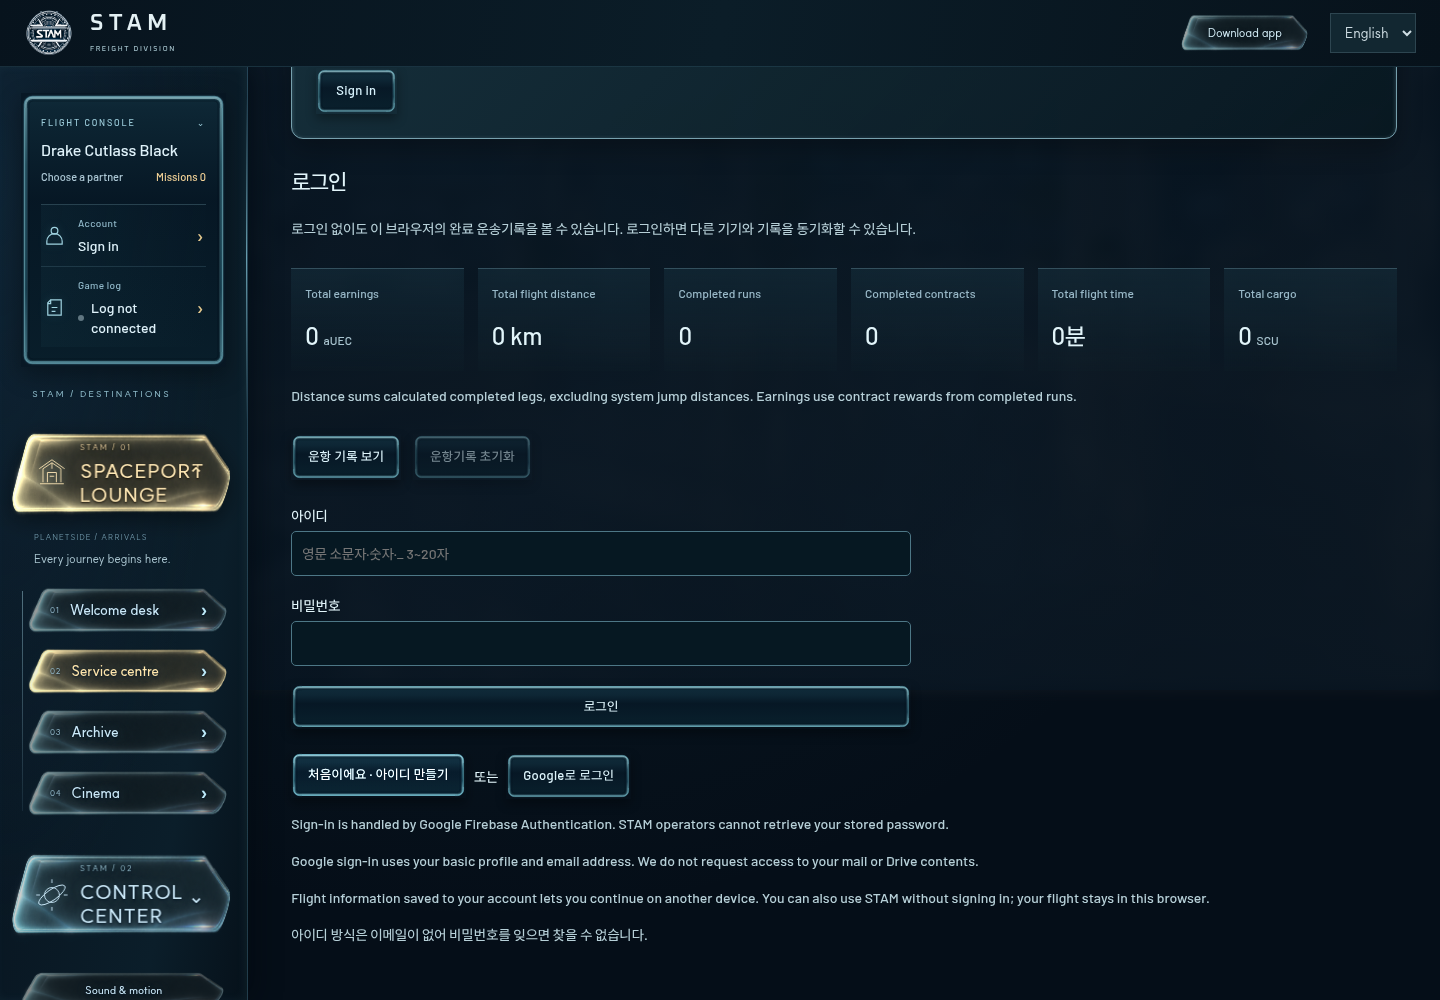 STAM
STAM
FREIGHT DIVISION
Download app
English
FLIGHT CONSOLE
Drake Cutlass Black
Choose a partner
Missions 0
Account
Sign in
Game log
Log not
connected
STAM / DESTINATIONS
STAM / 01
SPACEPORT
LOUNGE
PLANETSIDE / ARRIVALS
Every journey begins here.
01 Welcome desk
02 Service centre
03 Archive
04 Cinema
STAM / 02
CONTROL
CENTER
Sound & motion
Sign in
로그인
로그인 없이도 이 브라우저의 완료 운송기록을 볼 수 있습니다. 로그인하면 다른 기기와 기록을 동기화할 수 있습니다.
Total earnings
0 aUEC
Total flight distance
0 km
Completed runs
0
Completed contracts
0
Total flight time
0분
Total cargo
0 SCU
Distance sums calculated completed legs, excluding system jump distances. Earnings use contract rewards from completed runs.
운항 기록 보기
운항기록 초기화
아이디
영문 소문자·숫자·_ 3~20자
비밀번호
로그인
처음이에요 · 아이디 만들기
또는
Google로 로그인
Sign-in is handled by Google Firebase Authentication. STAM operators cannot retrieve your stored password.
Google sign-in uses your basic profile and email address. We do not request access to your mail or Drive contents.
Flight information saved to your account lets you continue on another device. You can also use STAM without signing in; your flight stays in this browser.
아이디 방식은 이메일이 없어 비밀번호를 잊으면 찾을 수 없습니다.